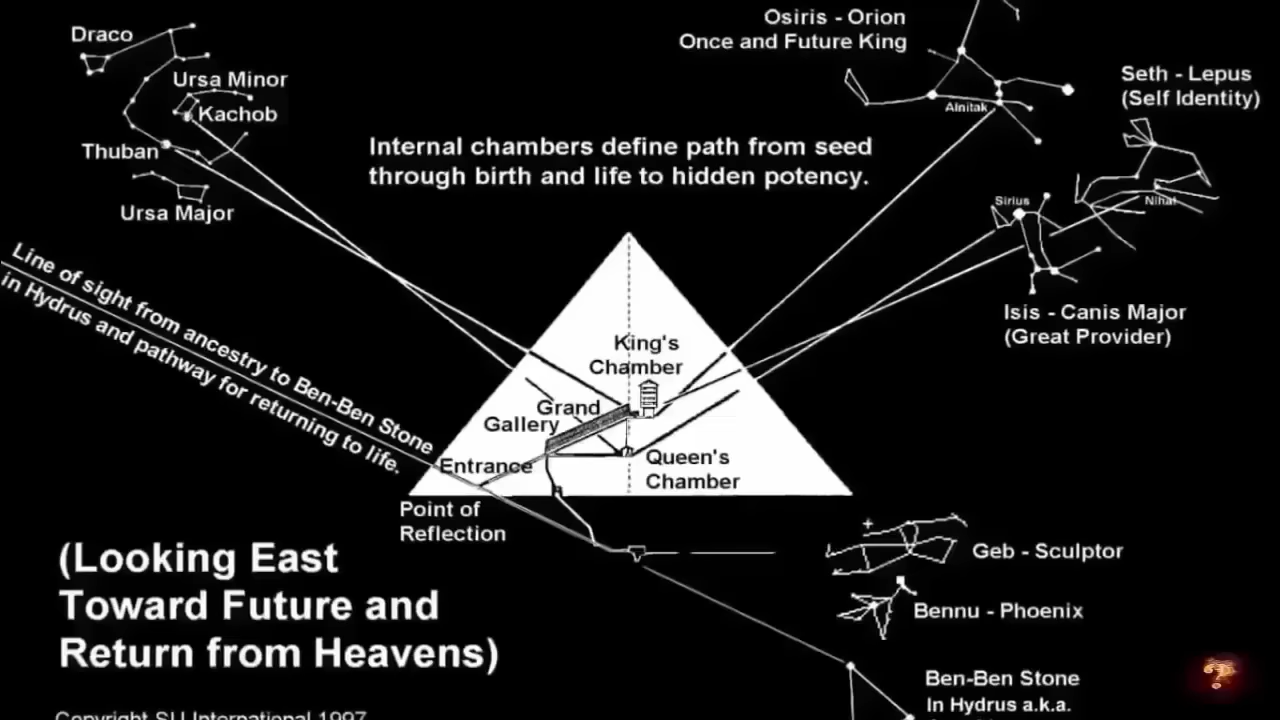 Draco
Ursa Minor
Kachob
Thuban
Ursa Major
Osiris - Orion
Once and Future King
Alnitak
Seth - Lepus
(Self Identity)
Sirius
Nihal
Isis - Canis Major
(Great Provider)
Internal chambers define path from seed
through birth and life to hidden potency.
Line of sight from ancestry to Ben-Ben Stone
in Hydrus and pathway for returning to life.
King's
Chamber
Grand
Gallery
Entrance
Queen's
Chamber
Point of
Reflection
(Looking East
Toward Future and
Return from Heavens)
Geb - Sculptor
Bennu - Phoenix
Ben-Ben Stone
In Hydrus a.k.a.
Copyright SU International 1997
?